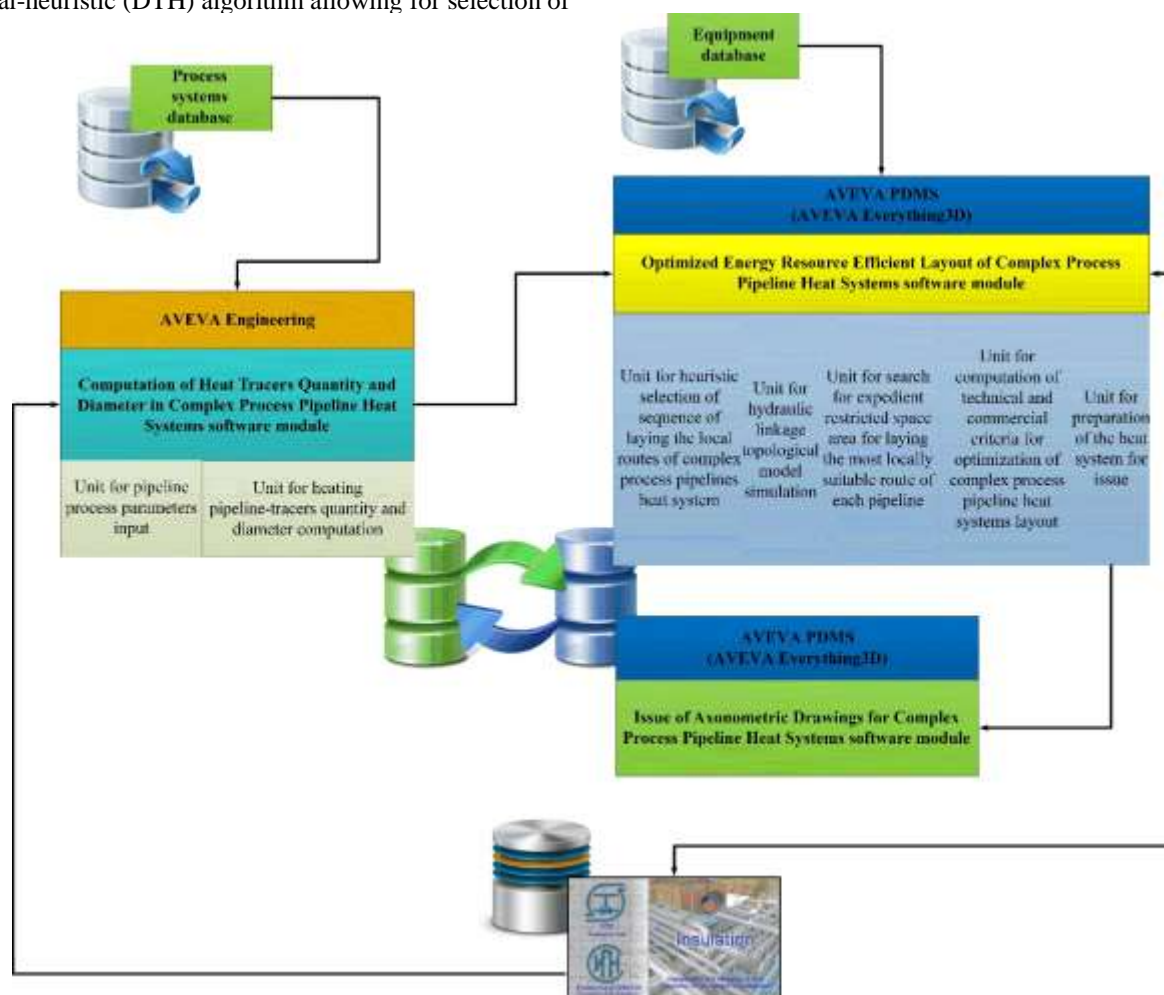 al-heuristic (DTH) algorithm allowing for selection of
Process
systems
database
Equipment
database
AVEVA PDMS
(AVEVA Everything3D)
Optimized Energy Resource Efficient Layout of Complex Process
Pipeline Heat Systems software module
Unit for heuristic
selection of
sequence of
laying the local
routes of complex
process pipelines
heat system
Unit for
hydraulic
linkage
topological
model
simulation
Unit for search
for expedient
restricted space
area for laying
the most locally
suitable route of
each pipeline
Unit for
computation of
technical and
commercial
criteria for
optimization of
complex process
pipeline heat
systems layout
Unit for
preparation
of the heat
system for
issue
AVEVA Engineering
Computation of Heat Tracers Quantity and
Diameter in Complex Process Pipeline Heat
Systems software module
Unit for pipeline
process parameters
input
Unit for heating
pipeline-tracers quantity and
diameter computation
AVEVA PDMS
(AVEVA Everything3D)
Issue of Axonometric Drawings for Complex
Process Pipeline Heat Systems software module
Insulation